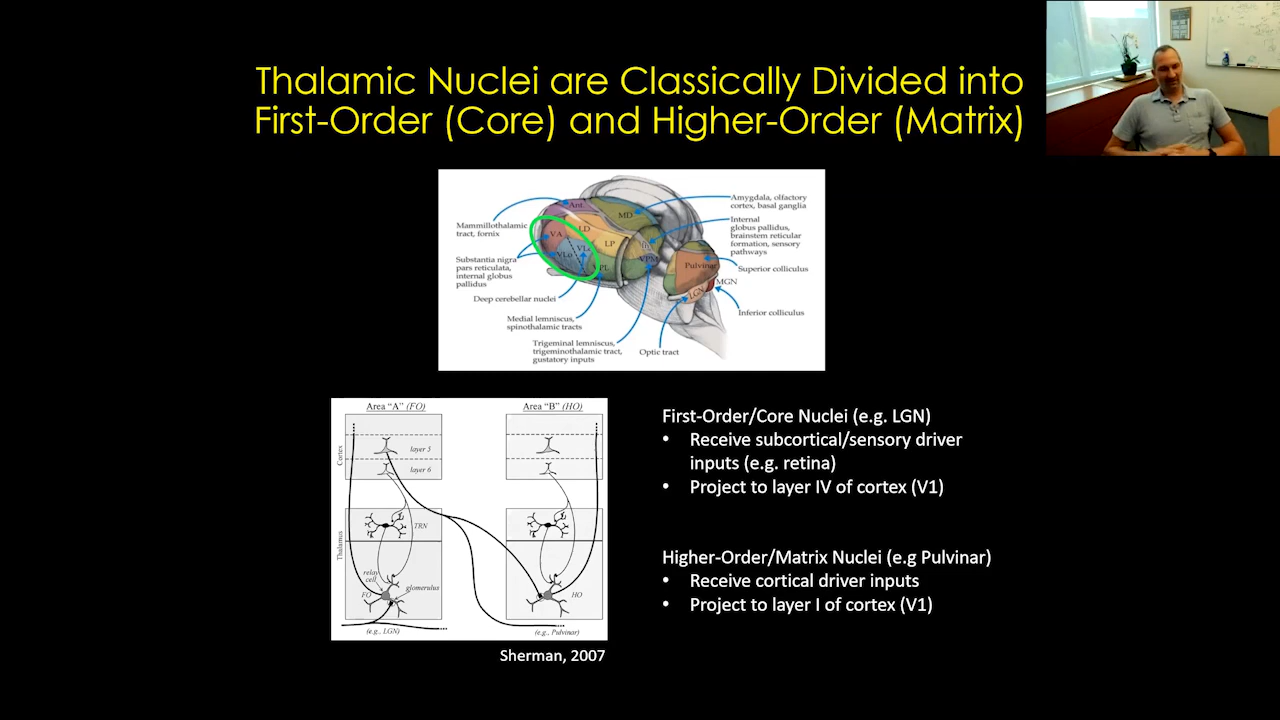 Thalamic Nuclei are Classically Divided into
First-Order (Core) and Higher-Order (Matrix)
Amygdala, olfactory
cortex, basal ganglia
Ant.
MD
Mammillothalamic
tract, fornix
Internal
globus pallidus,
brainstem reticular
formation, sensory
pathways
VA
LD
LP
VLo
Substantia nigra
pars reticulata,
internal globus
pallidus
VPM
Pulvinar
Superior colliculus
MGN
LGN
Deep cerebellar nuclei
Inferior colliculus
Medial lemniscus,
spinothalamic tracts
Trigeminal lemniscus,
trigeminothalamic tract,
gustatory inputs
Optic tract
Area "A" (FO)
Area "B" (HO)
Cortex
layer 5
layer 6
Thalamus
TRN
relay
cell
glomerulus
FO
HO
(e.g., LGN)
(e.g., Pulvinar)
Sherman, 2007
First-Order/Core Nuclei (e.g. LGN)
• Receive subcortical/sensory driver
inputs (e.g. retina)
• Project to layer IV of cortex (V1)
Higher-Order/Matrix Nuclei (e.g Pulvinar)
• Receive cortical driver inputs
• Project to layer I of cortex (V1)